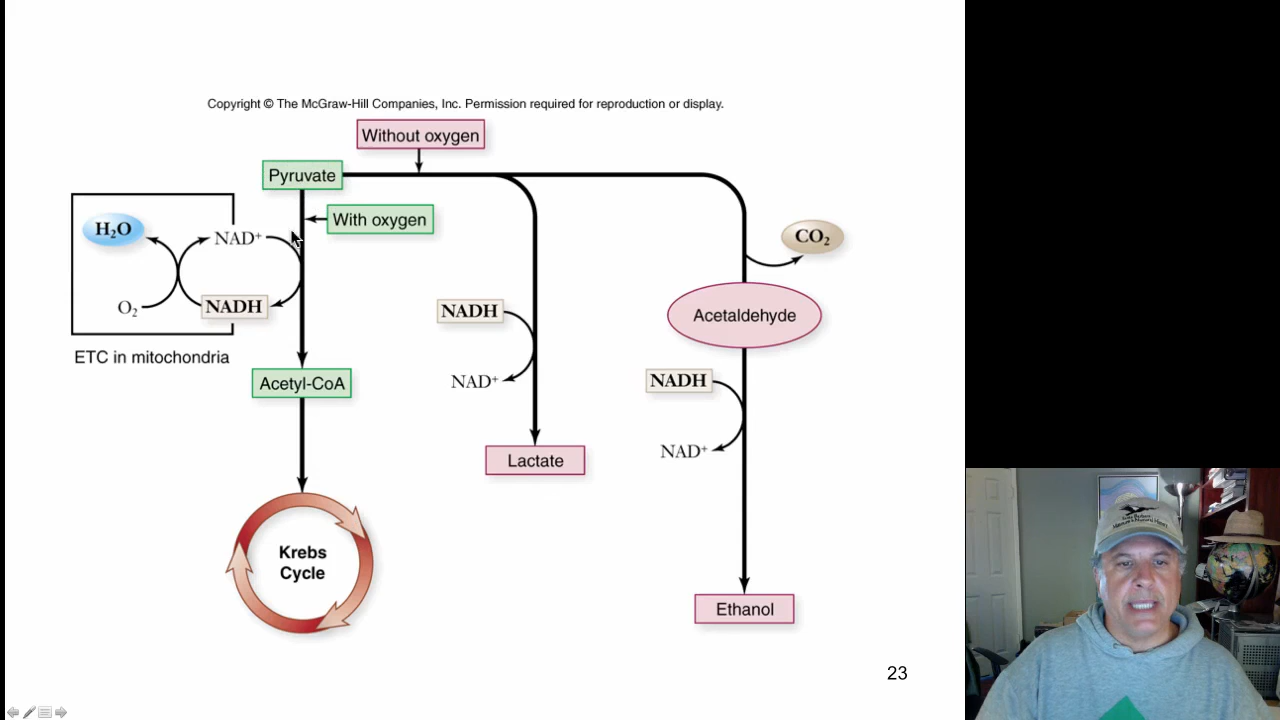 Copyright © The McGraw-Hill Companies, Inc. Permission required for reproduction or display.
Without oxygen
Pyruvate
With oxygen
H₂O
NAD⁺
CO₂
O₂
NADH
NADH
Acetaldehyde
ETC in mitochondria
NAD⁺
NADH
Acetyl-CoA
NAD⁺
Lactate
Krebs
Cycle
Ethanol
23